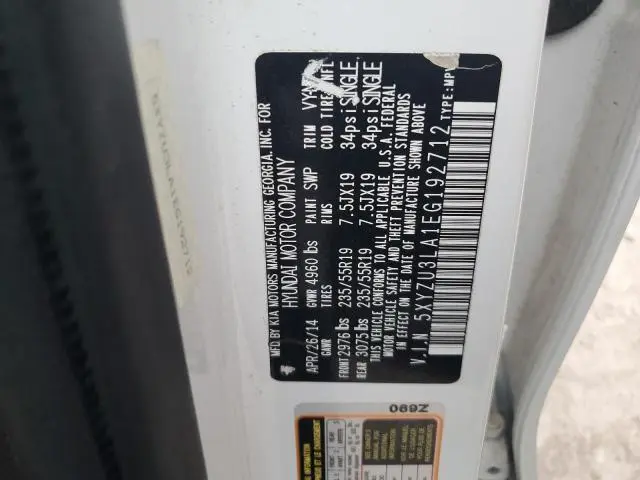 MFD BY KIA MOTORS MANUFACTURING GEORGIA, INC. FOR
HYUNDAI MOTOR COMPANY
APR/26/14 GVWR 4960 lbs PAINT SWP TRIM
GAWR TIRES RIMS COLD TIRE INFL
FRONT 2976 lbs 235/55R19 7.5JX19 34psi SINGLE
REAR 3075 lbs 235/55R19 7.5JX19 34psi SINGLE
THIS VEHICLE CONFORMS TO ALL APPLICABLE U.S.A. FEDERAL
MOTOR VEHICLE SAFETY AND THEFT PREVENTION STANDARDS
IN EFFECT ON THE DATE OF MANUFACTURE SHOWN ABOVE
V.I.N 5XYZU3LA1EG192712 TYPE:MPV
069Z